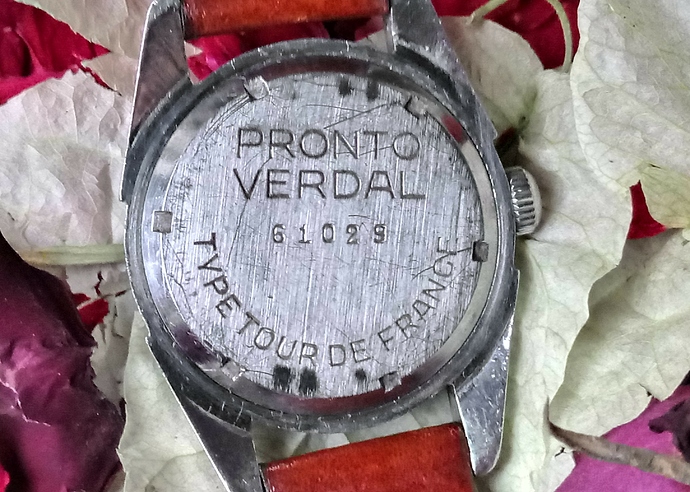 PRONTO
VERDAL
61029
TYPE TOUR DE FRANCE